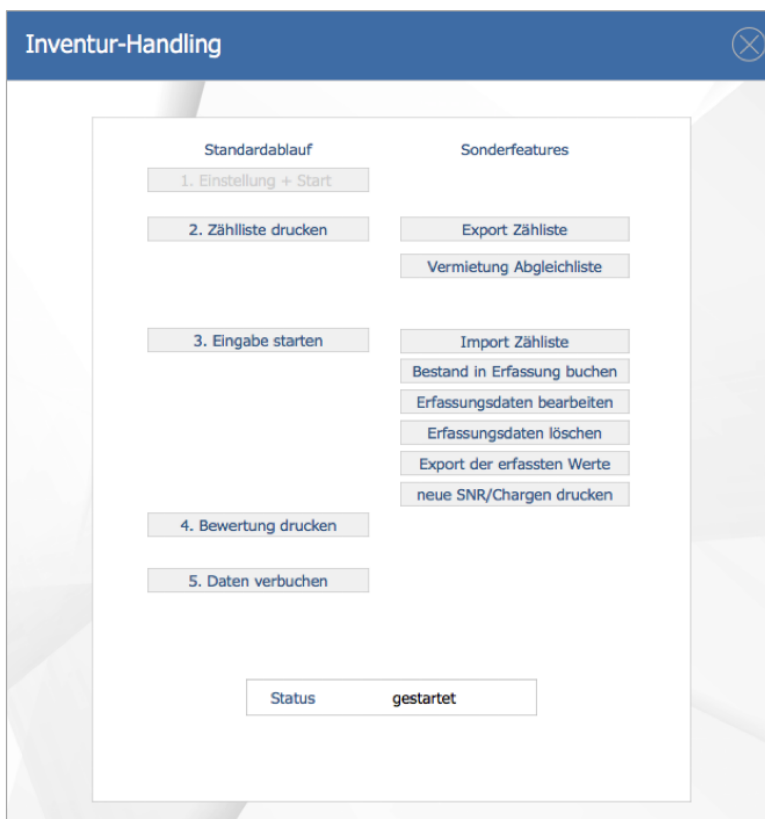 Inventur-Handling
Standardablauf Sonderfeatures
1. Einstellung + Start
2. Zählliste drucken Export Zähliste
Vermietung Abgleichliste
3. Eingabe starten Import Zähliste
Bestand in Erfassung buchen
Erfassungsdaten bearbeiten
Erfassungsdaten löschen
Export der erfassten Werte
neue SNR/Chargen drucken
4. Bewertung drucken
5. Daten verbuchen
Status gestartet